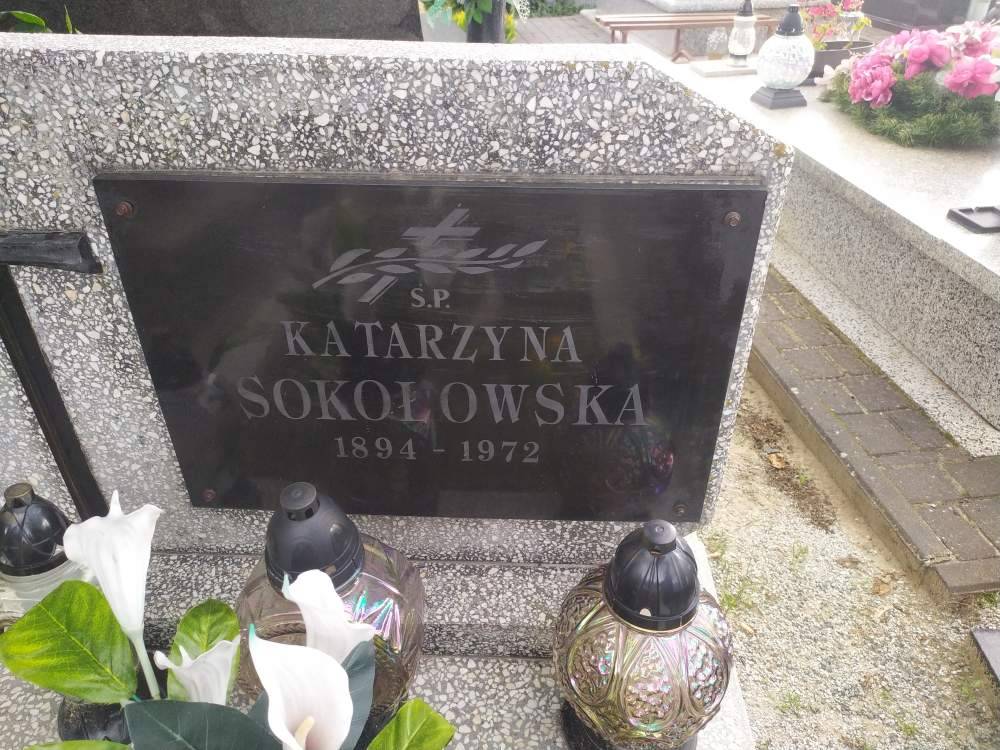 Ś.P.
KATARZYNA
SOKOŁOWSKA
1894 - 1972